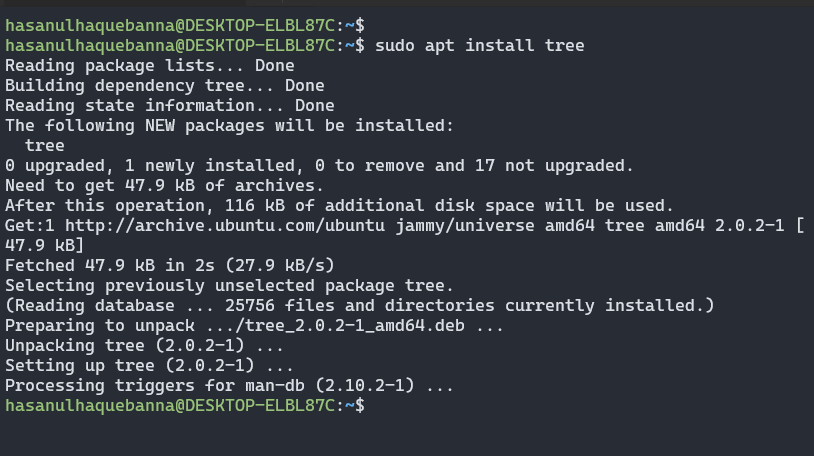 hasanulhaquebanna@DESKTOP-ELBL87C:~$
hasanulhaquebanna@DESKTOP-ELBL87C:~$ sudo apt install tree
Reading package lists... Done
Building dependency tree... Done
Reading state information... Done
The following NEW packages will be installed:
  tree
0 upgraded, 1 newly installed, 0 to remove and 17 not upgraded.
Need to get 47.9 kB of archives.
After this operation, 116 kB of additional disk space will be used.
Get:1 http://archive.ubuntu.com/ubuntu jammy/universe amd64 tree amd64 2.0.2-1 [
47.9 kB]
Fetched 47.9 kB in 2s (27.9 kB/s)
Selecting previously unselected package tree.
(Reading database ... 25756 files and directories currently installed.)
Preparing to unpack .../tree_2.0.2-1_amd64.deb ...
Unpacking tree (2.0.2-1) ...
Setting up tree (2.0.2-1) ...
Processing triggers for man-db (2.10.2-1) ...
hasanulhaquebanna@DESKTOP-ELBL87C:~$